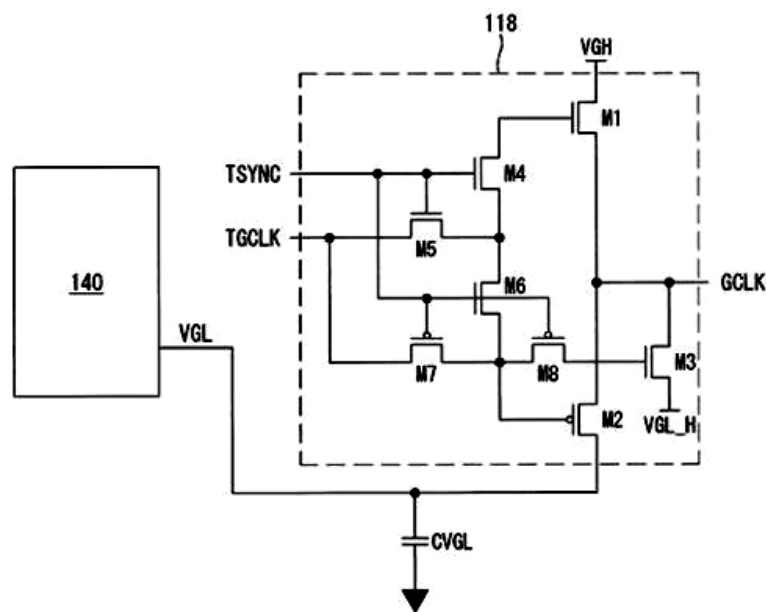 118
VGH
M1
TSYNC
M4
TGCLK
M5
M6
GCLK
140
VGL
M7
M8
M3
M2
VGL_H
CVGL